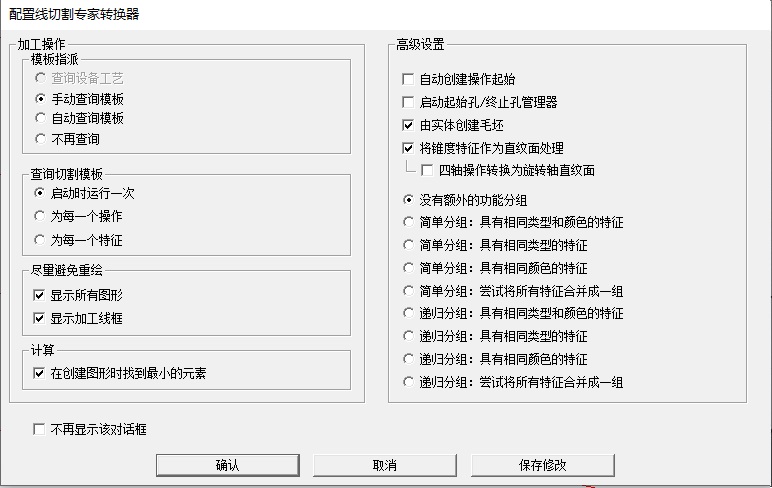 配置线切割专家转换器
加工操作
模板指派
查询设备工艺
手动查询模板
自动查询模板
不再查询
查询切割模板
启动时运行一次
为每一个操作
为每一个特征
尽量避免重绘
显示所有图形
显示加工线框
计算
在创建图形时找到最小的元素
高级设置
自动创建操作起始
启动起始孔/终止孔管理器
由实体创建毛坯
将锥度特征作为直纹面处理
四轴操作转换为旋转轴直纹面
没有额外的功能分组
简单分组：具有相同类型和颜色的特征
简单分组：具有相同类型的特征
简单分组：具有相同颜色的特征
简单分组：尝试将所有特征合并成一组
递归分组：具有相同类型和颜色的特征
递归分组：具有相同类型的特征
递归分组：具有相同颜色的特征
递归分组：尝试将所有特征合并成一组
不再显示该对话框
确认
取消
保存修改